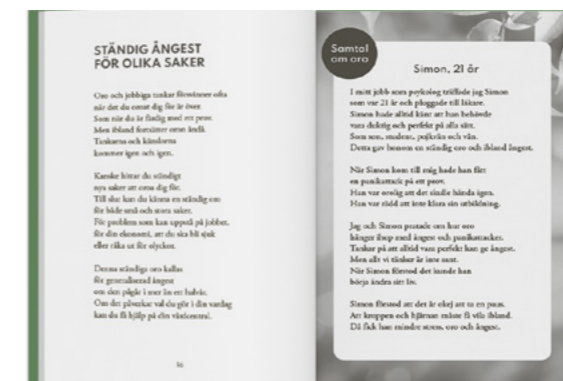 STÄNDIG ÅNGEST
FÖR OLIKA SAKER
Oro och jobbiga tankar försvinner ofta
när det du oroat dig för är över.
Som när du är färdig med ett prov.
Men ibland fortsätter oron ändå.
Tankarna och känslorna
kommer igen och igen.
Kanske hittar du ständigt
nya saker att oroa dig för.
Till slut kan du känna en ständig oro
för både små och stora saker.
För problem som kan uppstå på jobbet,
för din ekonomi, att du ska bli sjuk
eller råka ut för olyckor.
Denna ständiga oro kallas
för generaliserad ångest
om den pågår i mer än ett halvår.
Om det påverkar val du gör i din vardag
kan du få hjälp på din vårdcentral.
16
Samtal
om oro
Simon, 21 år
I mitt jobb som psykolog träffade jag Simon
som var 21 år och pluggade till läkare.
Simon hade alltid känt att han behövde
vara duktig och perfekt på alla sätt.
Som son, student, pojkvän och vän.
Detta gav honom en ständig oro och ibland ångest.
När Simon kom till mig hade han fått
en panikattack på ett prov.
Han var orolig att det skulle hända igen.
Han var rädd att inte klara sin utbildning.
Jag och Simon pratade om hur oro
hänger ihop med ångest och panikattacker.
Tankar på att alltid vara perfekt kan ge ångest.
Men allt vi tänker är inte sant.
När Simon förstod det kunde han
börja ändra sitt liv.
Simon förstod att det är okej att ta en paus.
Att kroppen och hjärnan måste få vila ibland.
Då fick han mindre stress, oro och ångest.